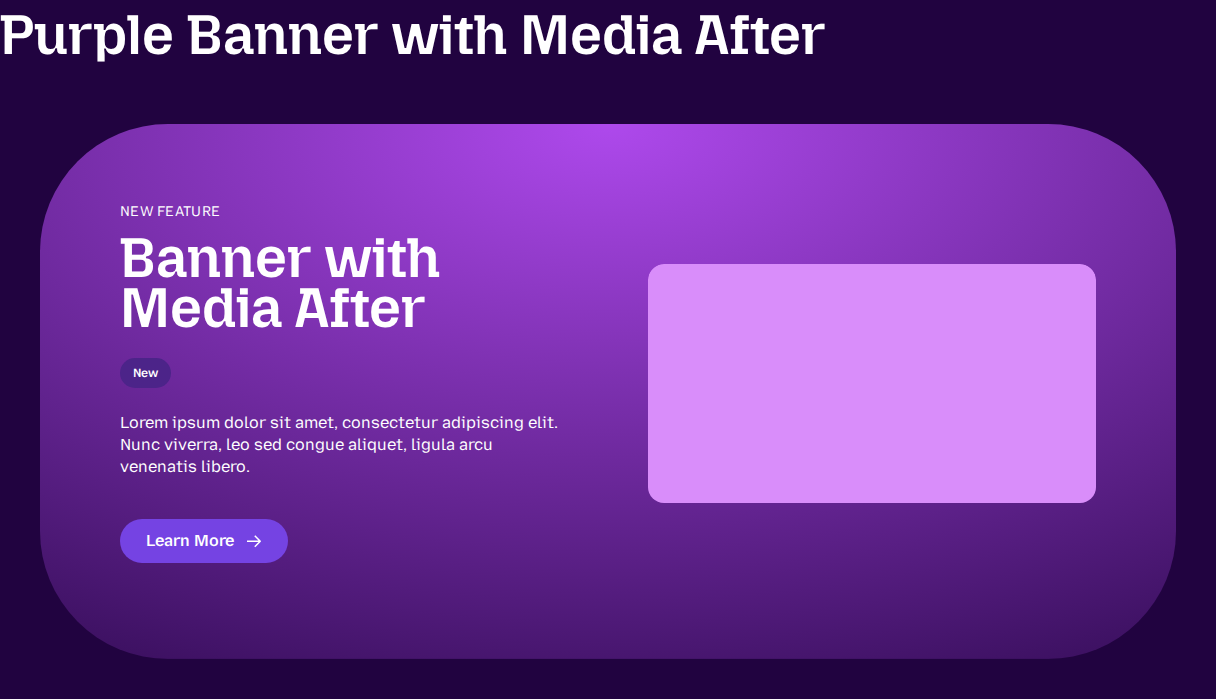 Purple Banner with Media After
NEW FEATURE
Banner with
Media After
New
Lorem ipsum dolor sit amet, consectetur adipiscing elit.
Nunc viverra, leo sed congue aliquet, ligula arcu
venenatis libero.
Learn More